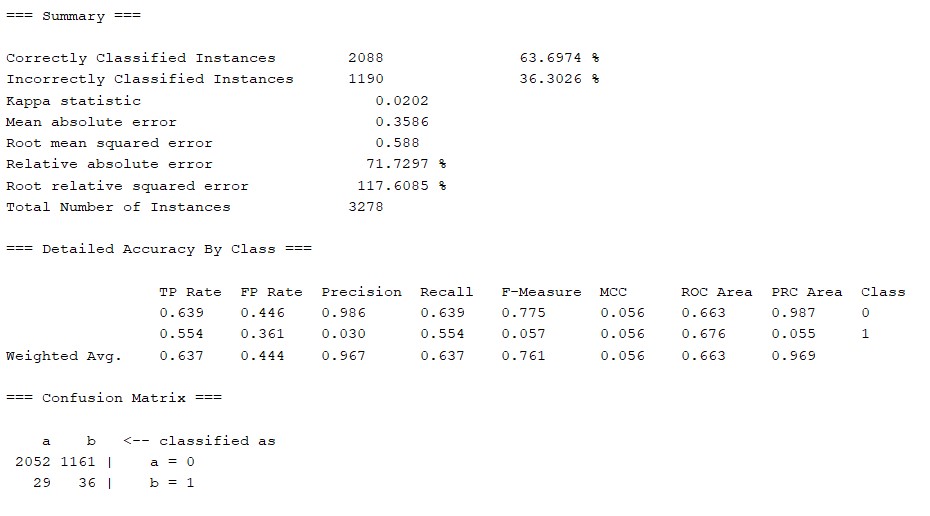 === Summary ===
Correctly Classified Instances 2088 63.6974 %
Incorrectly Classified Instances 1190 36.3026 %
Kappa statistic 0.0202
Mean absolute error 0.3586
Root mean squared error 0.588
Relative absolute error 71.7297 %
Root relative squared error 117.6085 %
Total Number of Instances 3278
=== Detailed Accuracy By Class ===
TP Rate FP Rate Precision Recall F-Measure MCC ROC Area PRC Area Class
0.639 0.446 0.986 0.639 0.775 0.056 0.663 0.987 0
0.554 0.361 0.030 0.554 0.057 0.056 0.676 0.055 1
Weighted Avg. 0.637 0.444 0.967 0.637 0.761 0.056 0.663 0.969
=== Confusion Matrix ===
a b <-- classified as
2052 1161 | a = 0
29 36 | b = 1